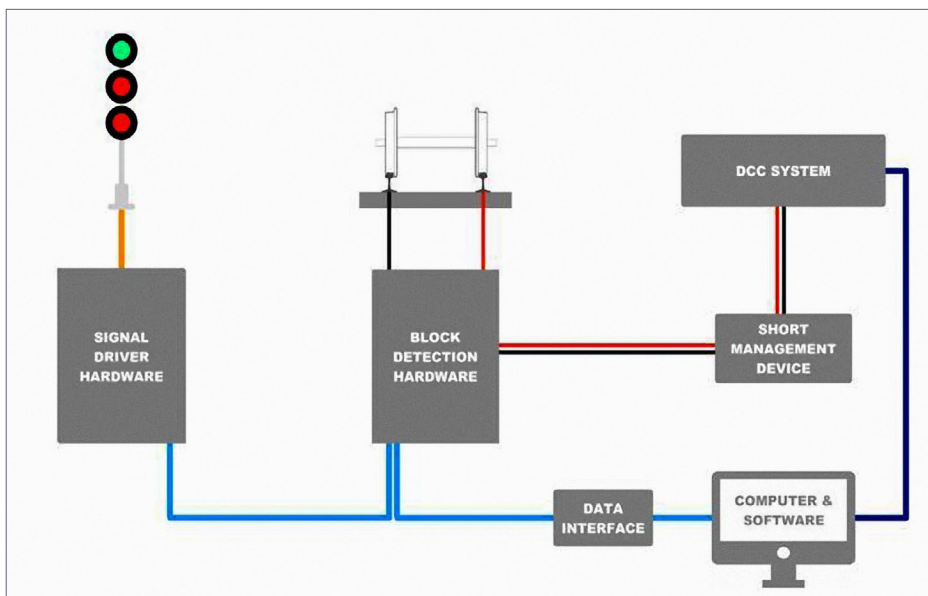 DCC SYSTEM
SIGNAL
DRIVER
HARDWARE
BLOCK
DETECTION
HARDWARE
SHORT
MANAGEMENT
DEVICE
DATA
INTERFACE
COMPUTER &
SOFTWARE